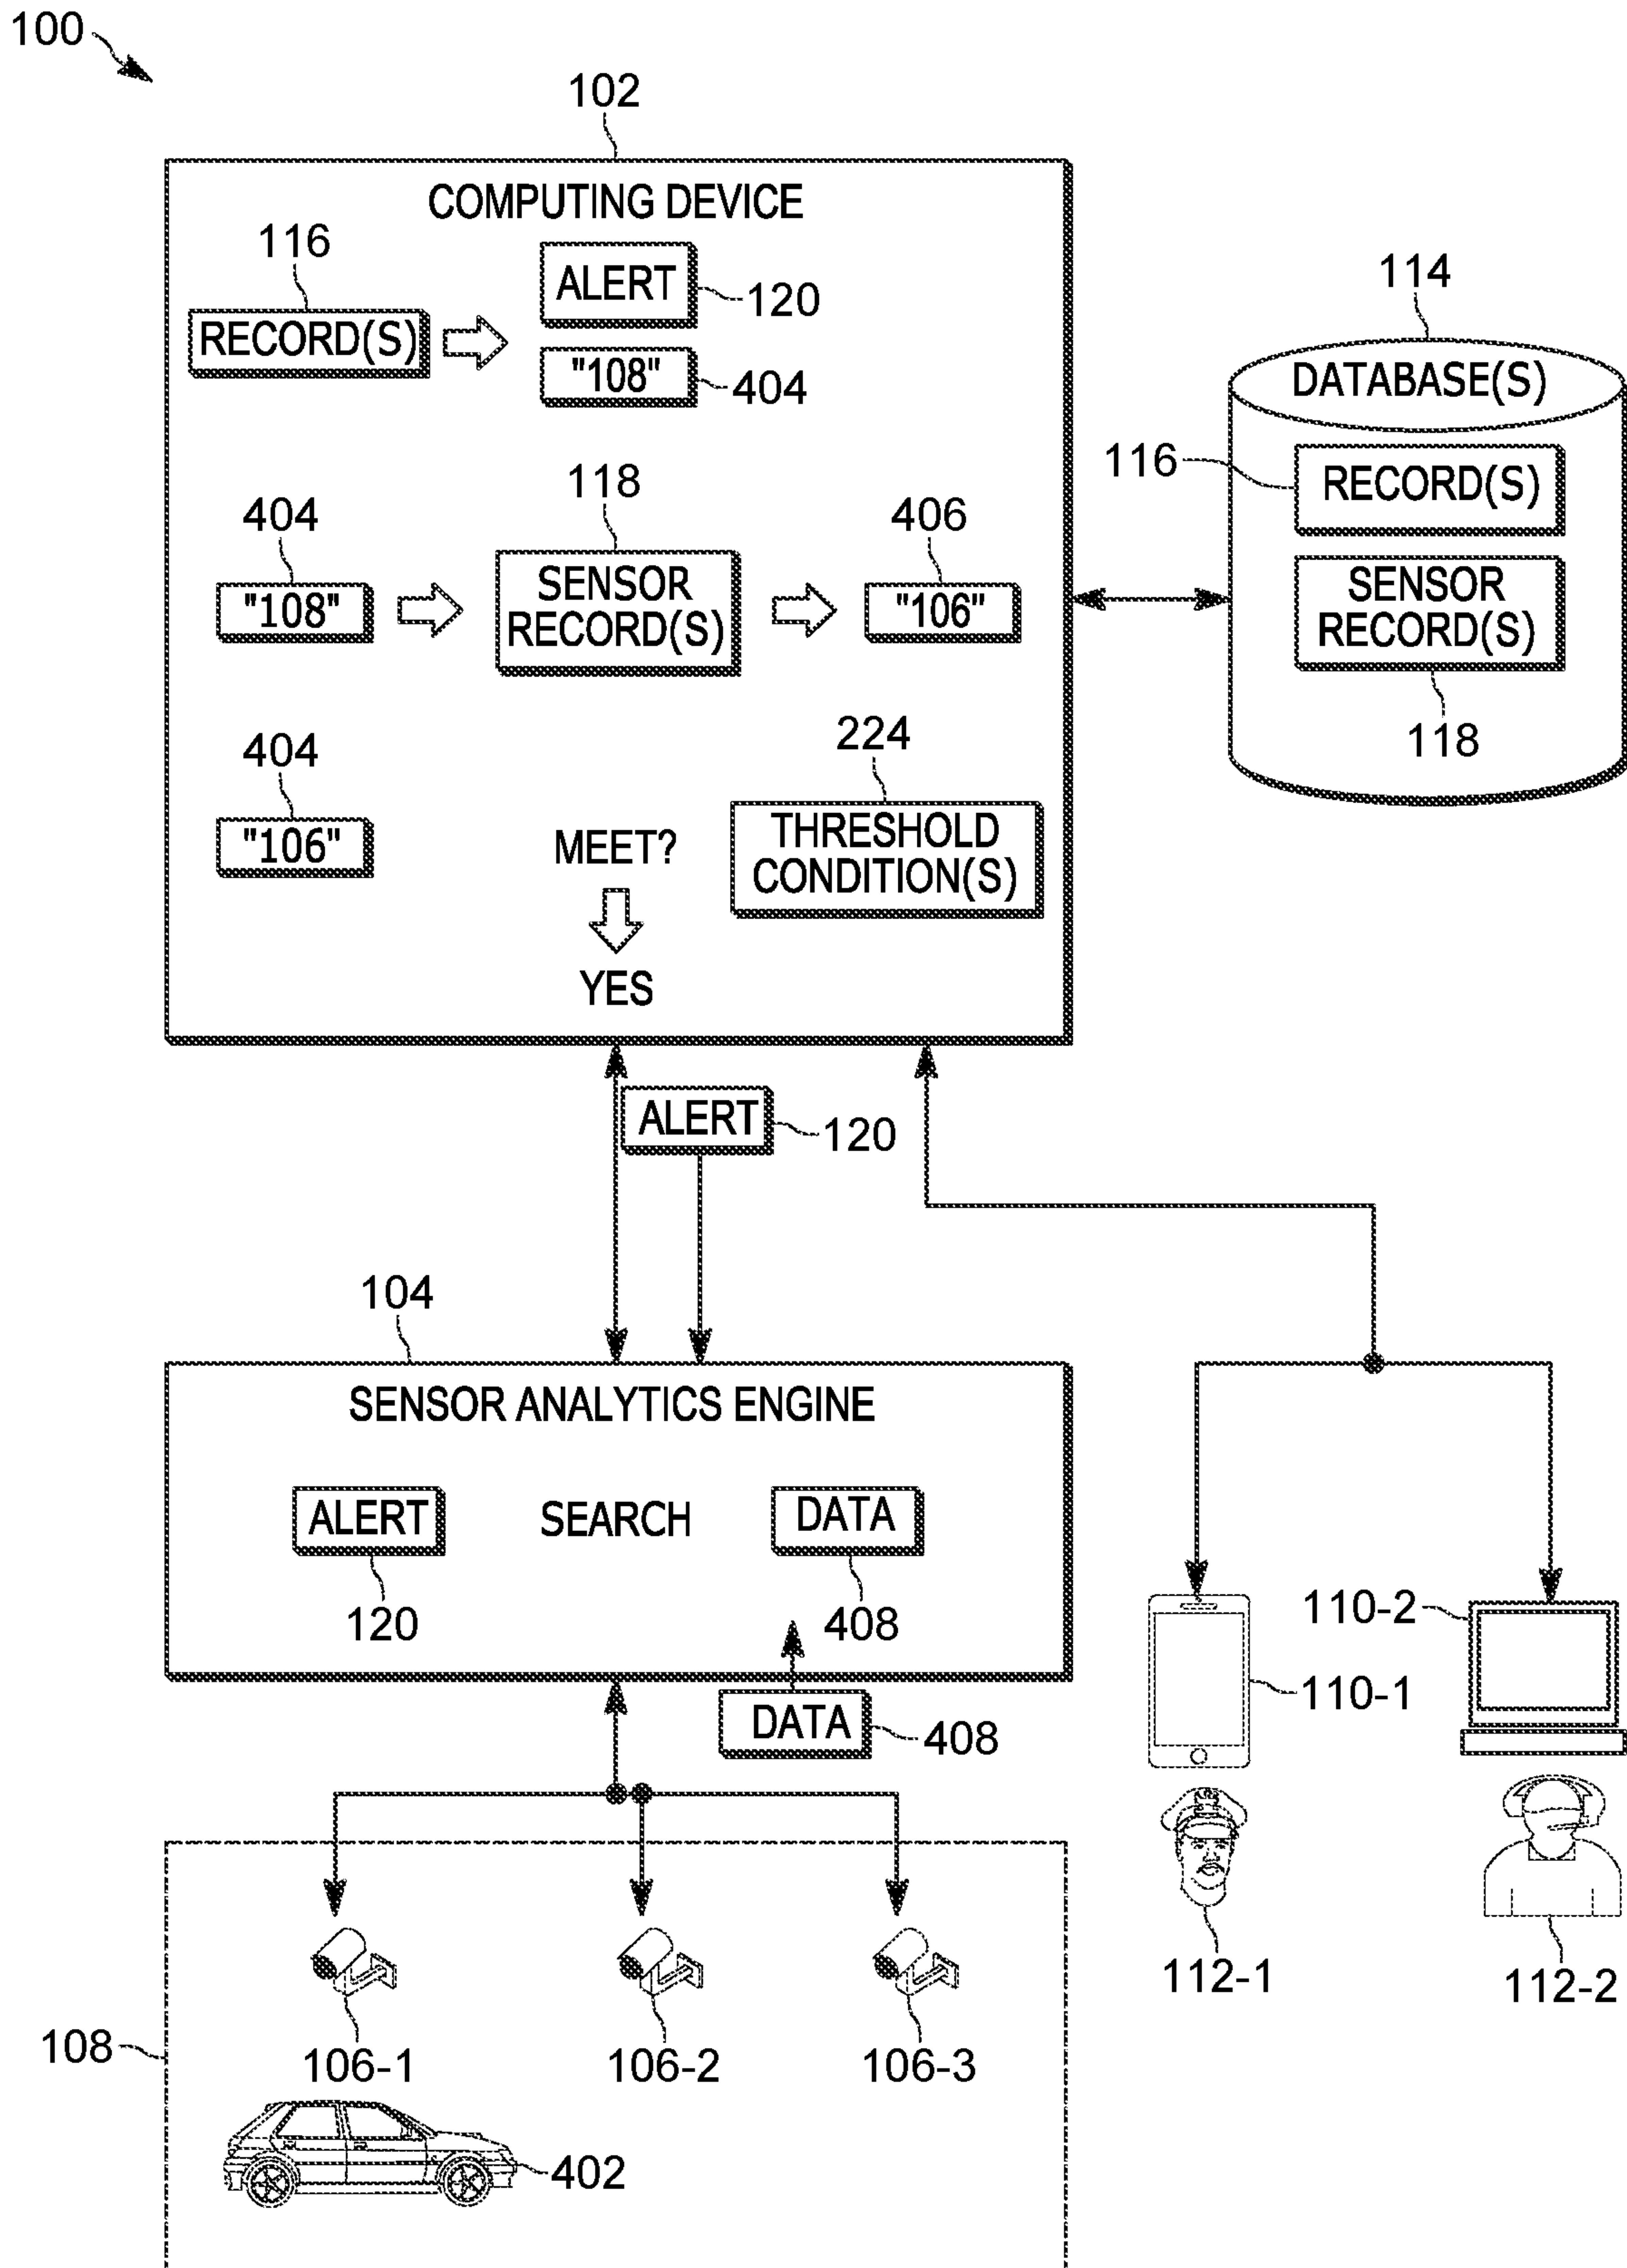 100
102
COMPUTING DEVICE
116
RECORD(S)
ALERT
120
"108"
404
114
DATABASE(S)
116
RECORD(S)
SENSOR
RECORD(S)
118
404
"108"
118
SENSOR
RECORD(S)
406
"106"
404
"106"
MEET?
YES
224
THRESHOLD
CONDITION(S)
ALERT
120
104
SENSOR ANALYTICS ENGINE
ALERT
120
SEARCH
DATA
408
DATA
408
110-1
110-2
112-1
112-2
108
106-1
106-2
106-3
402